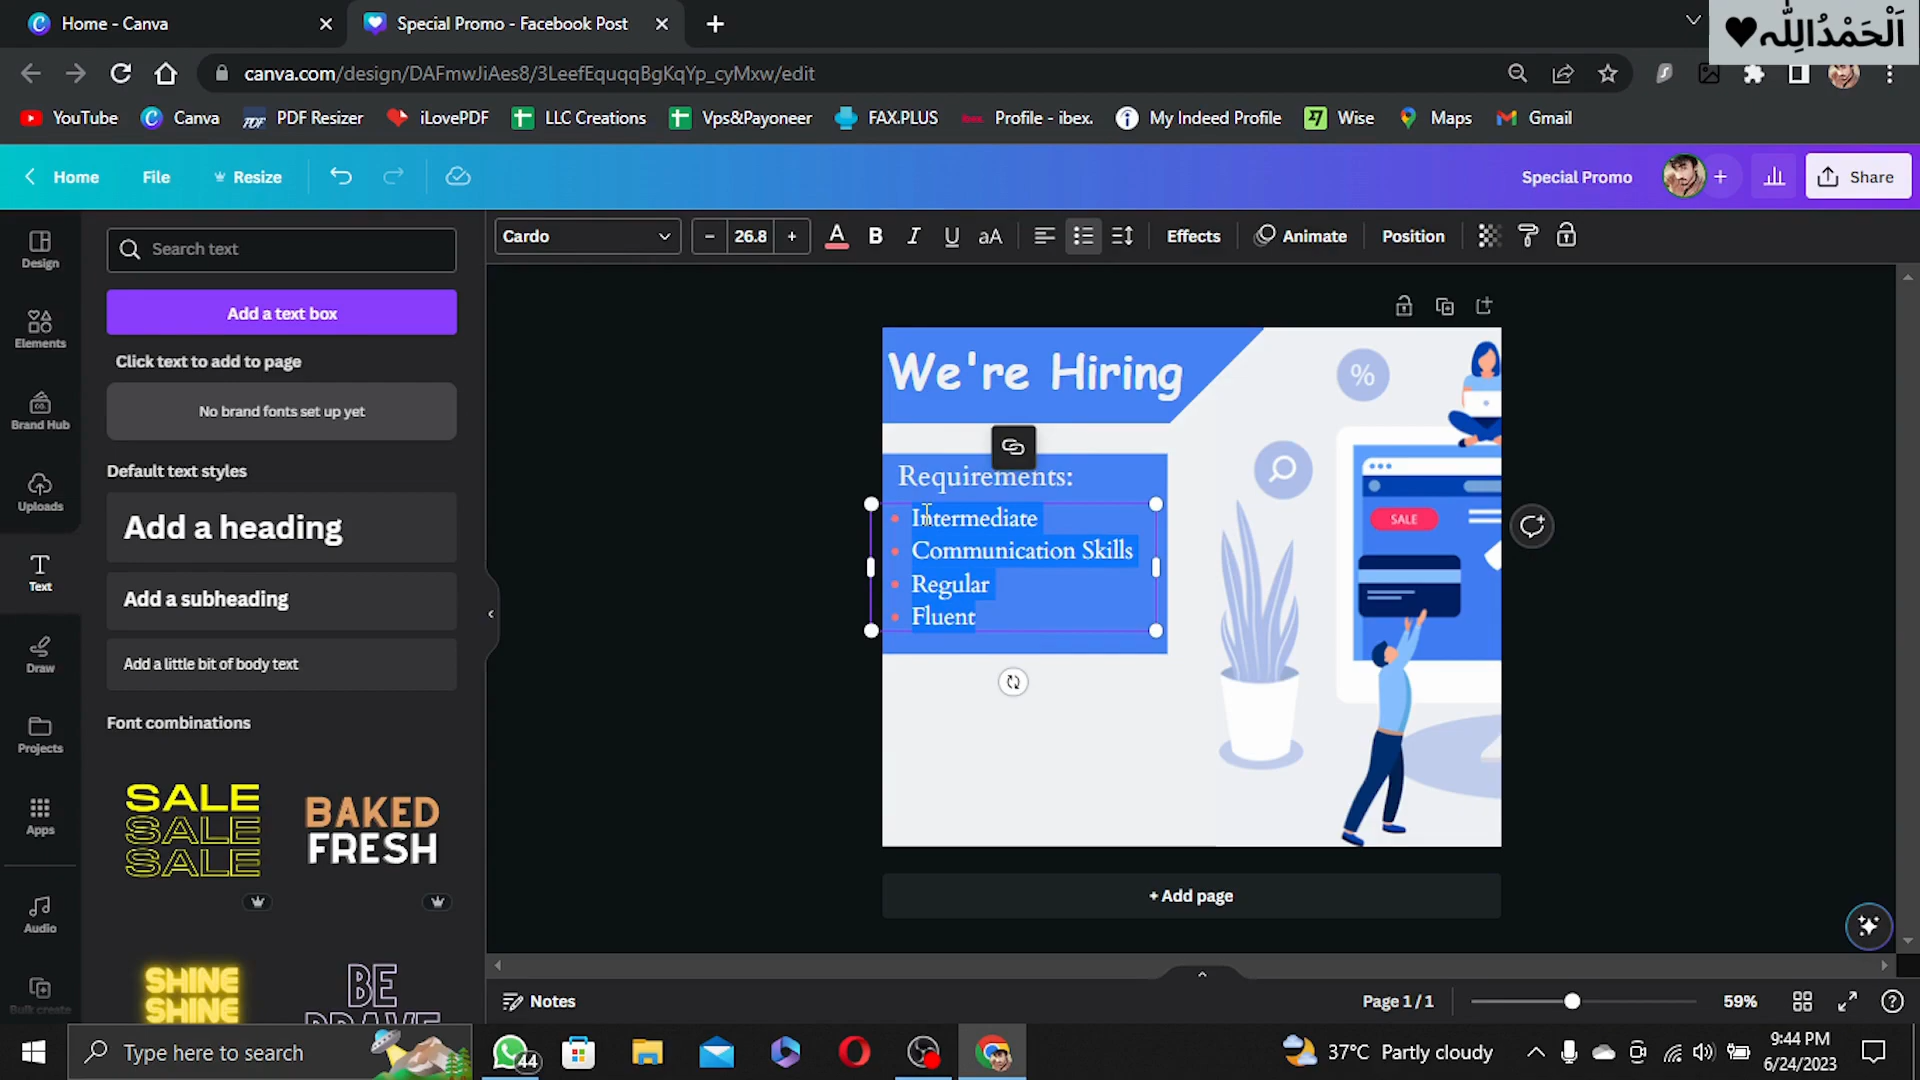 Home - Canva
Special Promo - Facebook Post
اَلْحَمْدُلِلّٰه
canva.com/design/DAFmwJiAes8/3LeefEquqqBgKqYp_cyMxw/edit
YouTube Canva PDF PDF Resizer iLovePDF LLC Creations Vps&Payoneer FAX.PLUS Profile - ibex. My Indeed Profile Wise Maps Gmail
Home File Resize Special Promo Share
Cardo 26.8 A B I U aA Effects Animate Position
Design
Elements
Brand Hub
Uploads
Text
Draw
Projects
Apps
Audio
Bulk create
Search text
Add a text box
Click text to add to page
No brand fonts set up yet
Default text styles
Add a heading
Add a subheading
Add a little bit of body text
Font combinations
SALE
SALE
SALE
BAKED
FRESH
SHINE
SHINE
BE
BRAVE
We're Hiring
%
Requirements:
Intermediate
Communication Skills
Regular
Fluent
SALE
+ Add page
Notes
Page 1 / 1
59%
Type here to search
44
37°C Partly cloudy
9:44 PM
6/24/2023